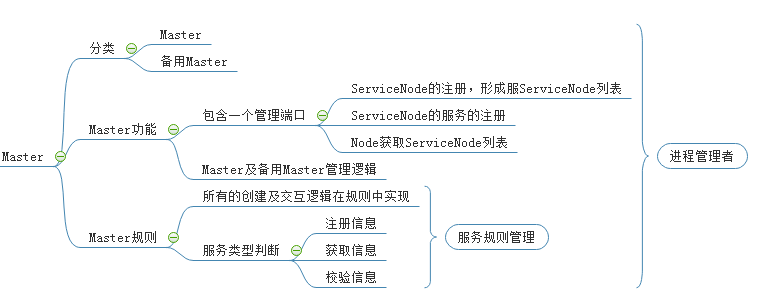 Master
分类
Master
备用Master
Master功能
包含一个管理端口
ServiceNode的注册，形成服ServiceNode列表
ServiceNode的服务的注册
Node获取ServiceNode列表
Master及备用Master管理逻辑
Master规则
所有的创建及交互逻辑在规则中实现
服务类型判断
注册信息
获取信息
校验信息
服务规则管理
进程管理者